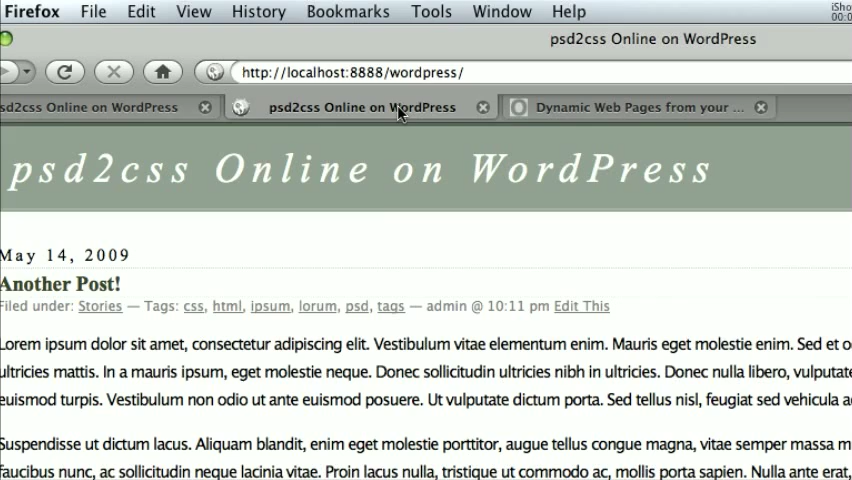 Firefox File Edit View History Bookmarks Tools Window Help
iSho
00:0
psd2css Online on WordPress
http://localhost:8888/wordpress/
sd2css Online on WordPress psd2css Online on WordPress Dynamic Web Pages from your ...
psd2css Online on WordPress
May 14, 2009
Another Post!
Filed under: Stories — Tags: css, html, ipsum, lorum, psd, tags — admin @ 10:11 pm Edit This
Lorem ipsum dolor sit amet, consectetur adipiscing elit. Vestibulum vitae elementum enim. Mauris eget molestie enim. Sed et o
ultricies mattis. In a mauris ipsum, eget molestie neque. Donec sollicitudin ultricies nibh in ultricies. Donec nulla libero, vulputate
euismod turpis. Vestibulum non odio ut ante euismod posuere. Ut vulputate dictum porta. Sed tellus nisl, feugiat sed vehicula a
Suspendisse ut dictum lacus. Aliquam blandit, enim eget molestie porttitor, augue tellus congue magna, vitae semper massa m
faucibus nunc, ac sollicitudin neque lacinia vitae. Proin lacus nulla, tristique ut commodo ac, mollis porta sapien. Nulla ante erat,